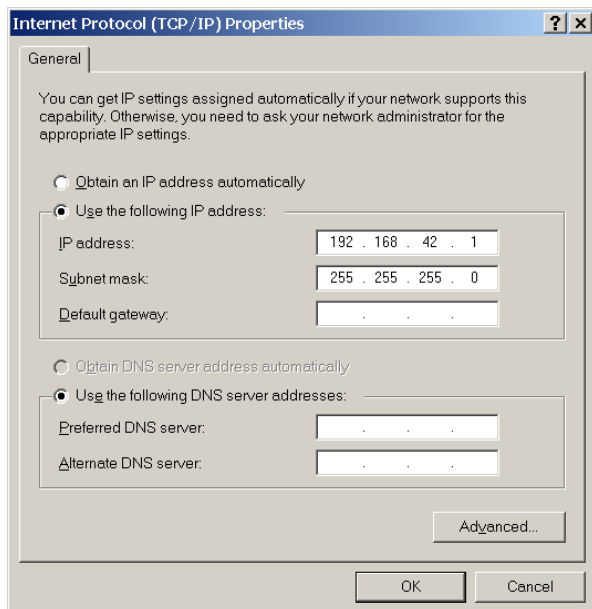 Internet Protocol (TCP/IP) Properties
General
You can get IP settings assigned automatically if your network supports this
capability. Otherwise, you need to ask your network administrator for the
appropriate IP settings.
Obtain an IP address automatically
Use the following IP address:
IP address: 192 . 168 . 42 . 1
Subnet mask: 255 . 255 . 255 . 0
Default gateway: . . .
Obtain DNS server address automatically
Use the following DNS server addresses:
Preferred DNS server: . . .
Alternate DNS server: . . .
Advanced...
OK Cancel